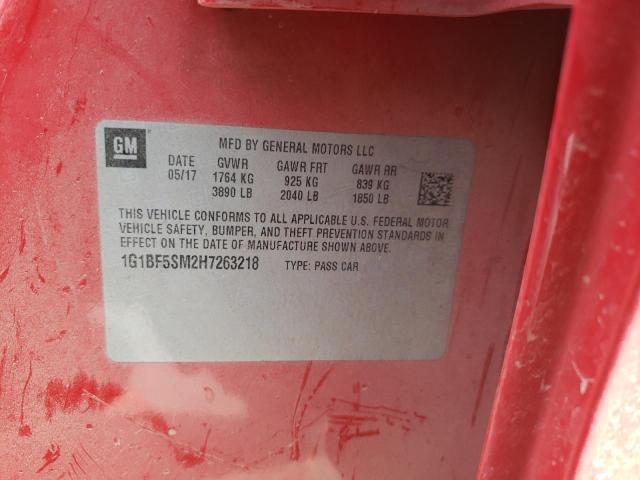 GM
MFD BY GENERAL MOTORS LLC
DATE GVWR GAWR FRT GAWR RR
05/17 1764 KG 925 KG 839 KG
3890 LB 2040 LB 1850 LB
THIS VEHICLE CONFORMS TO ALL APPLICABLE U.S. FEDERAL MOTOR
VEHICLE SAFETY, BUMPER, AND THEFT PREVENTION STANDARDS IN
EFFECT ON THE DATE OF MANUFACTURE SHOWN ABOVE.
1G1BF5SM2H7263218 TYPE: PASS CAR